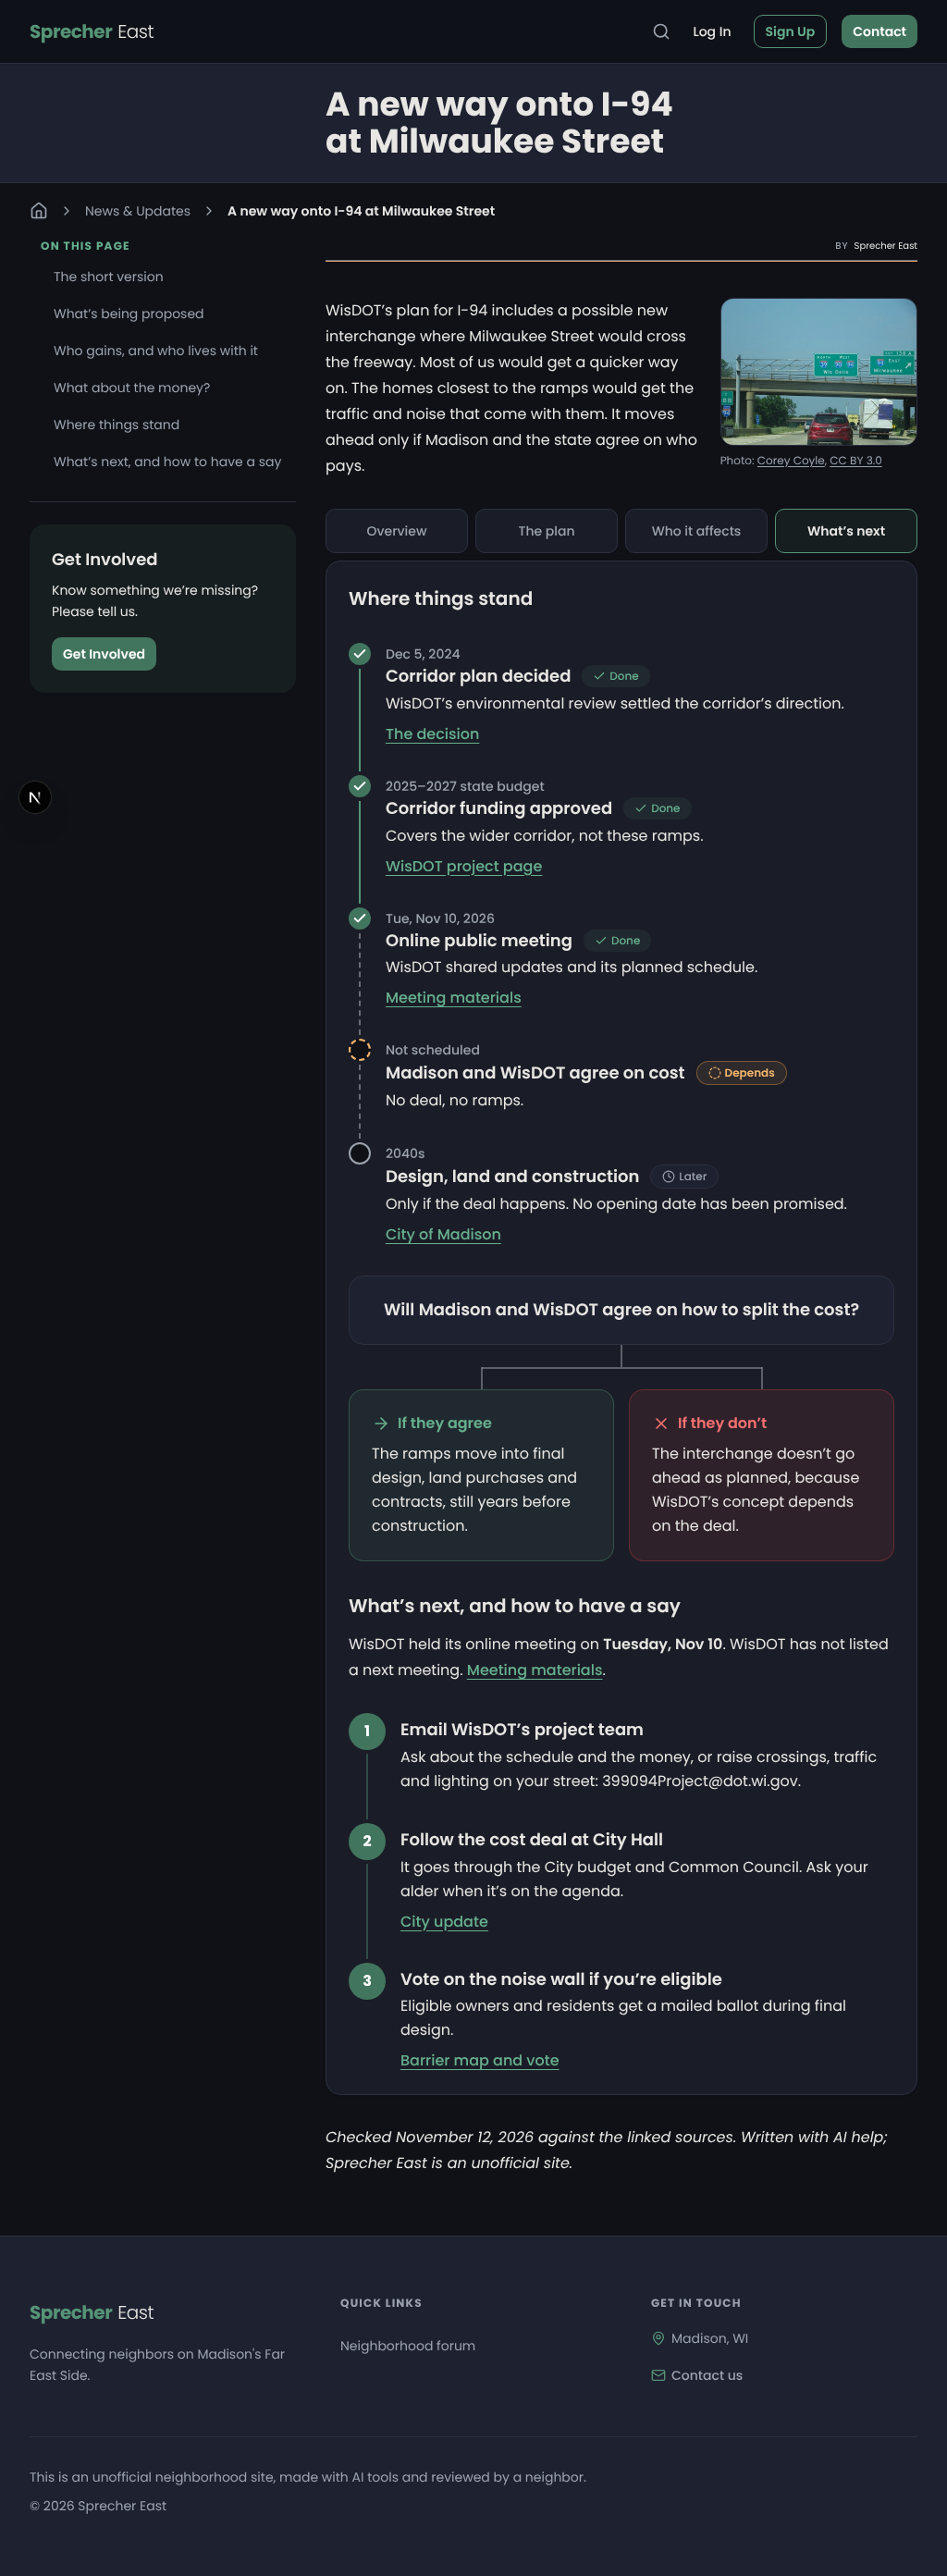 Sprecher East
Log In
Sign Up
Contact
A new way onto I-94
at Milwaukee Street
News & Updates
A new way onto I-94 at Milwaukee Street
ON THIS PAGE
The short version
What's being proposed
Who gains, and who lives with it
What about the money?
Where things stand
What's next, and how to have a say
Get Involved
Know something we're missing?
Please tell us.
Get Involved
N
BY Sprecher East
WisDOT's plan for I-94 includes a possible new
interchange where Milwaukee Street would cross
the freeway. Most of us would get a quicker way
on. The homes closest to the ramps would get the
traffic and noise that come with them. It moves
ahead only if Madison and the state agree on who
pays.
Wis Dells
East
Milwaukee
Photo: Corey Coyle, CC BY 3.0
Overview
The plan
Who it affects
What's next
Where things stand
Dec 5, 2024
Corridor plan decided
Done
WisDOT's environmental review settled the corridor's direction.
The decision
2025–2027 state budget
Corridor funding approved
Done
Covers the wider corridor, not these ramps.
WisDOT project page
Tue, Nov 10, 2026
Online public meeting
Done
WisDOT shared updates and its planned schedule.
Meeting materials
Not scheduled
Madison and WisDOT agree on cost
Depends
No deal, no ramps.
2040s
Design, land and construction
Later
Only if the deal happens. No opening date has been promised.
City of Madison
Will Madison and WisDOT agree on how to split the cost?
If they agree
The ramps move into final
design, land purchases and
contracts, still years before
construction.
If they don't
The interchange doesn't go
ahead as planned, because
WisDOT's concept depends
on the deal.
What's next, and how to have a say
WisDOT held its online meeting on Tuesday, Nov 10. WisDOT has not listed
a next meeting. Meeting materials.
1
Email WisDOT's project team
Ask about the schedule and the money, or raise crossings, traffic
and lighting on your street: 399094Project@dot.wi.gov.
2
Follow the cost deal at City Hall
It goes through the City budget and Common Council. Ask your
alder when it's on the agenda.
City update
3
Vote on the noise wall if you're eligible
Eligible owners and residents get a mailed ballot during final
design.
Barrier map and vote
Checked November 12, 2026 against the linked sources. Written with AI help;
Sprecher East is an unofficial site.
Sprecher East
Connecting neighbors on Madison's Far
East Side.
QUICK LINKS
Neighborhood forum
GET IN TOUCH
Madison, WI
Contact us
This is an unofficial neighborhood site, made with AI tools and reviewed by a neighbor.
© 2026 Sprecher East